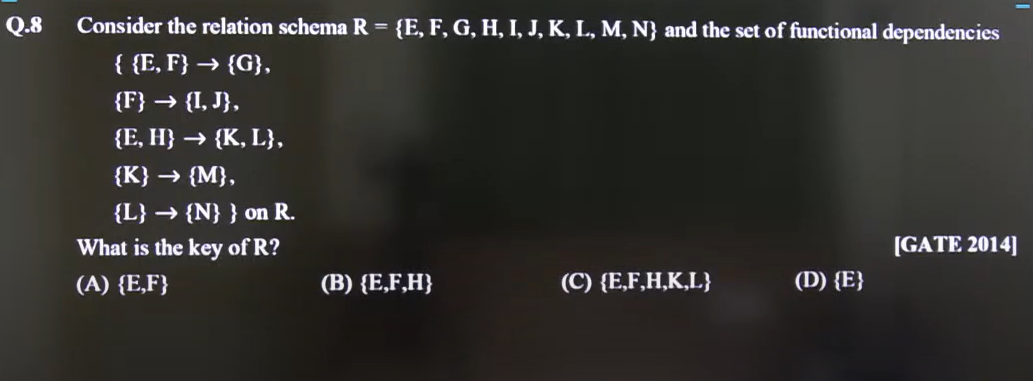 Q.8 Consider the relation schema R = {E, F, G, H, I, J, K, L, M, N} and the set of functional dependencies
{ {E, F} → {G},
{F} → {I, J},
{E, H} → {K, L},
{K} → {M},
{L} → {N} } on R.
What is the key of R? [GATE 2014]
(A) {E,F} (B) {E,F,H} (C) {E,F,H,K,L} (D) {E}